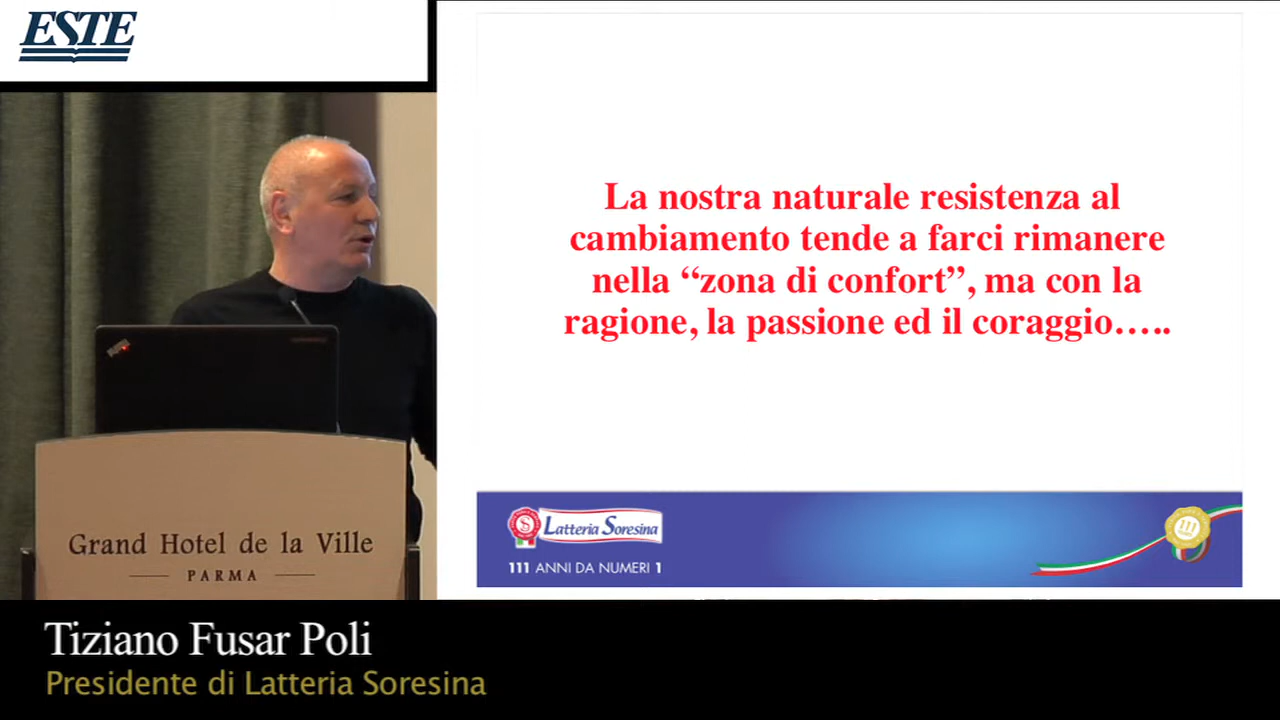 ESTE
La nostra naturale resistenza al
cambiamento tende a farci rimanere
nella “zona di confort”, ma con la
ragione, la passione ed il coraggio…..
Latteria Soresina
111 ANNI DA NUMERI 1
111
Grand Hotel de la Ville
PARMA
Tiziano Fusar Poli
Presidente di Latteria Soresina